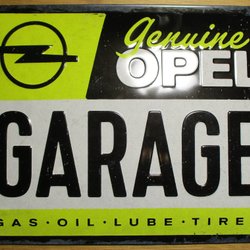 Genuine
OPEL
GARAGE
GAS · OIL · LUBE · TIRE